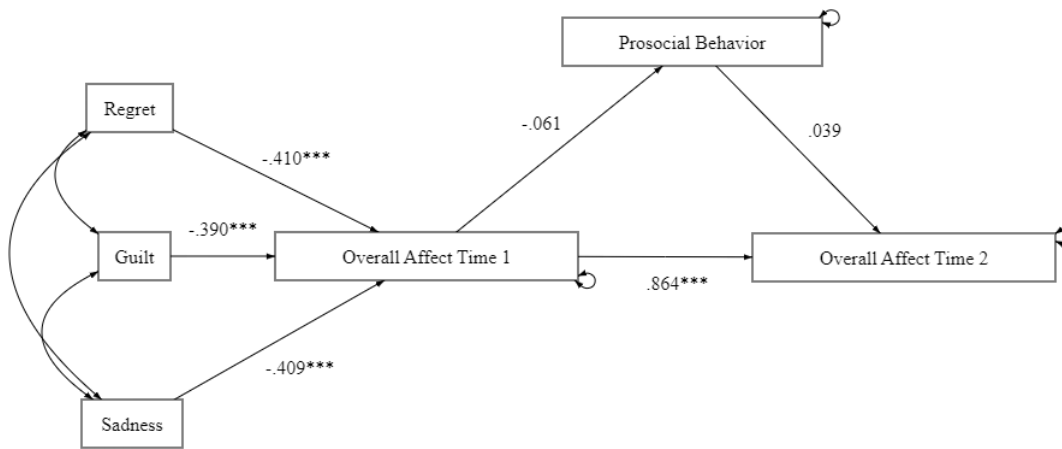 Prosocial Behavior
Regret
-.061
.039
-.410***
-.390***
Guilt
Overall Affect Time 1
Overall Affect Time 2
.864***
-.409***
Sadness